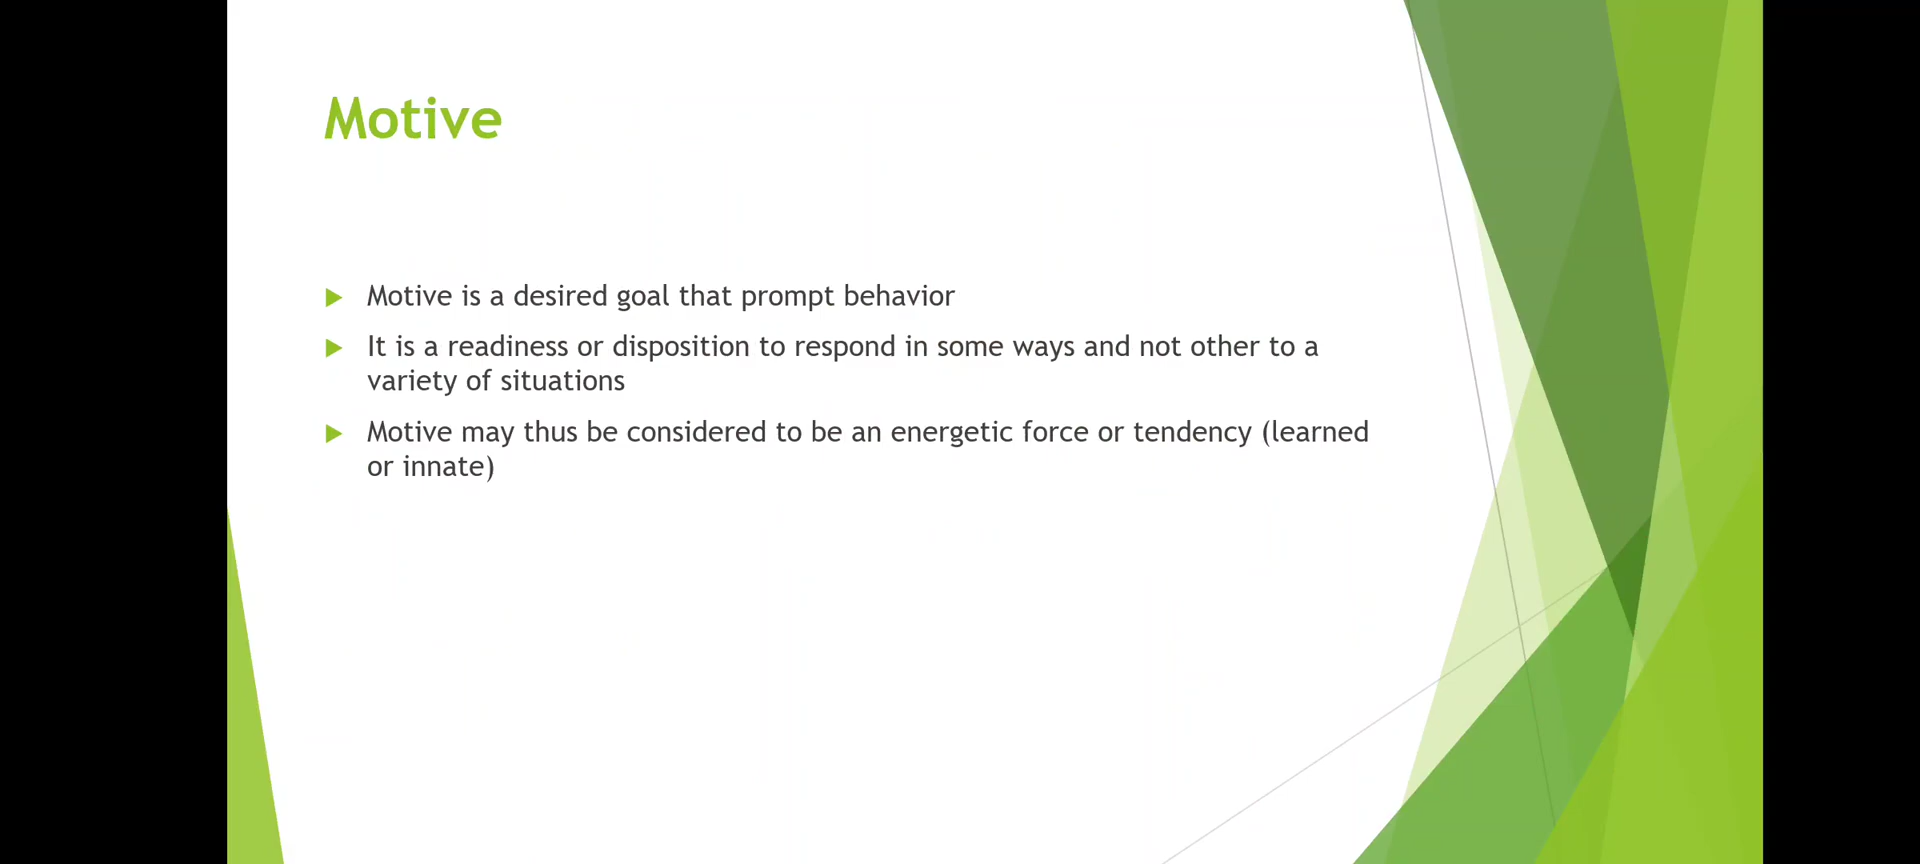 Motive
Motive is a desired goal that prompt behavior
It is a readiness or disposition to respond in some ways and not other to a
variety of situations
Motive may thus be considered to be an energetic force or tendency (learned
or innate)